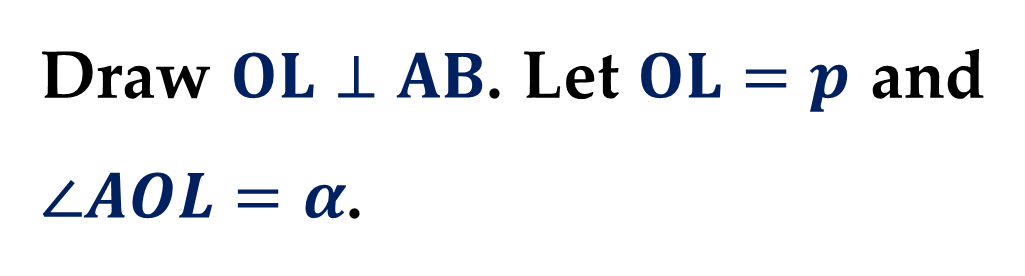 Draw OL ⊥ AB. Let OL = p and
∠AOL = α.